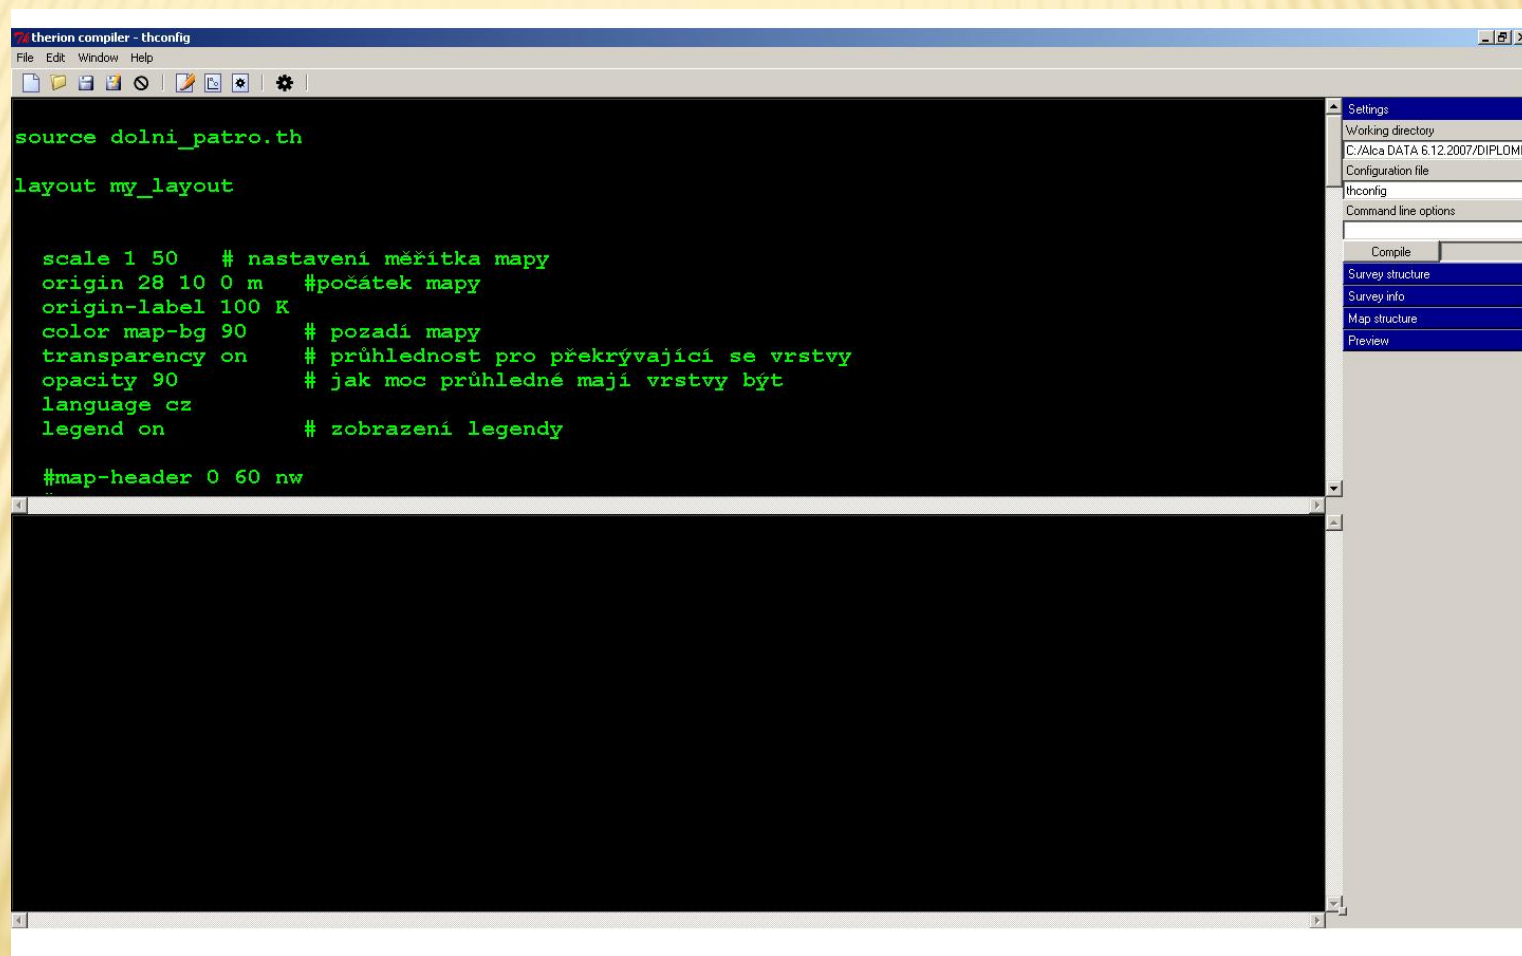 therion compiler - thconfig
File Edit Window Help
source dolni_patro.th
layout my_layout
scale 1 50 # nastavení měřítka mapy
origin 28 10 0 m #počátek mapy
origin-label 100 K
color map-bg 90 # pozadí mapy
transparency on # průhlednost pro překrývající se vrstvy
opacity 90 # jak moc průhledné mají vrstvy být
language cz
legend on # zobrazení legendy
#map-header 0 60 nw
Settings
Working directory
C:/Alca DATA 6.12.2007/DIPLOM
Configuration file
thconfig
Command line options
Compile
Survey structure
Survey info
Map structure
Preview